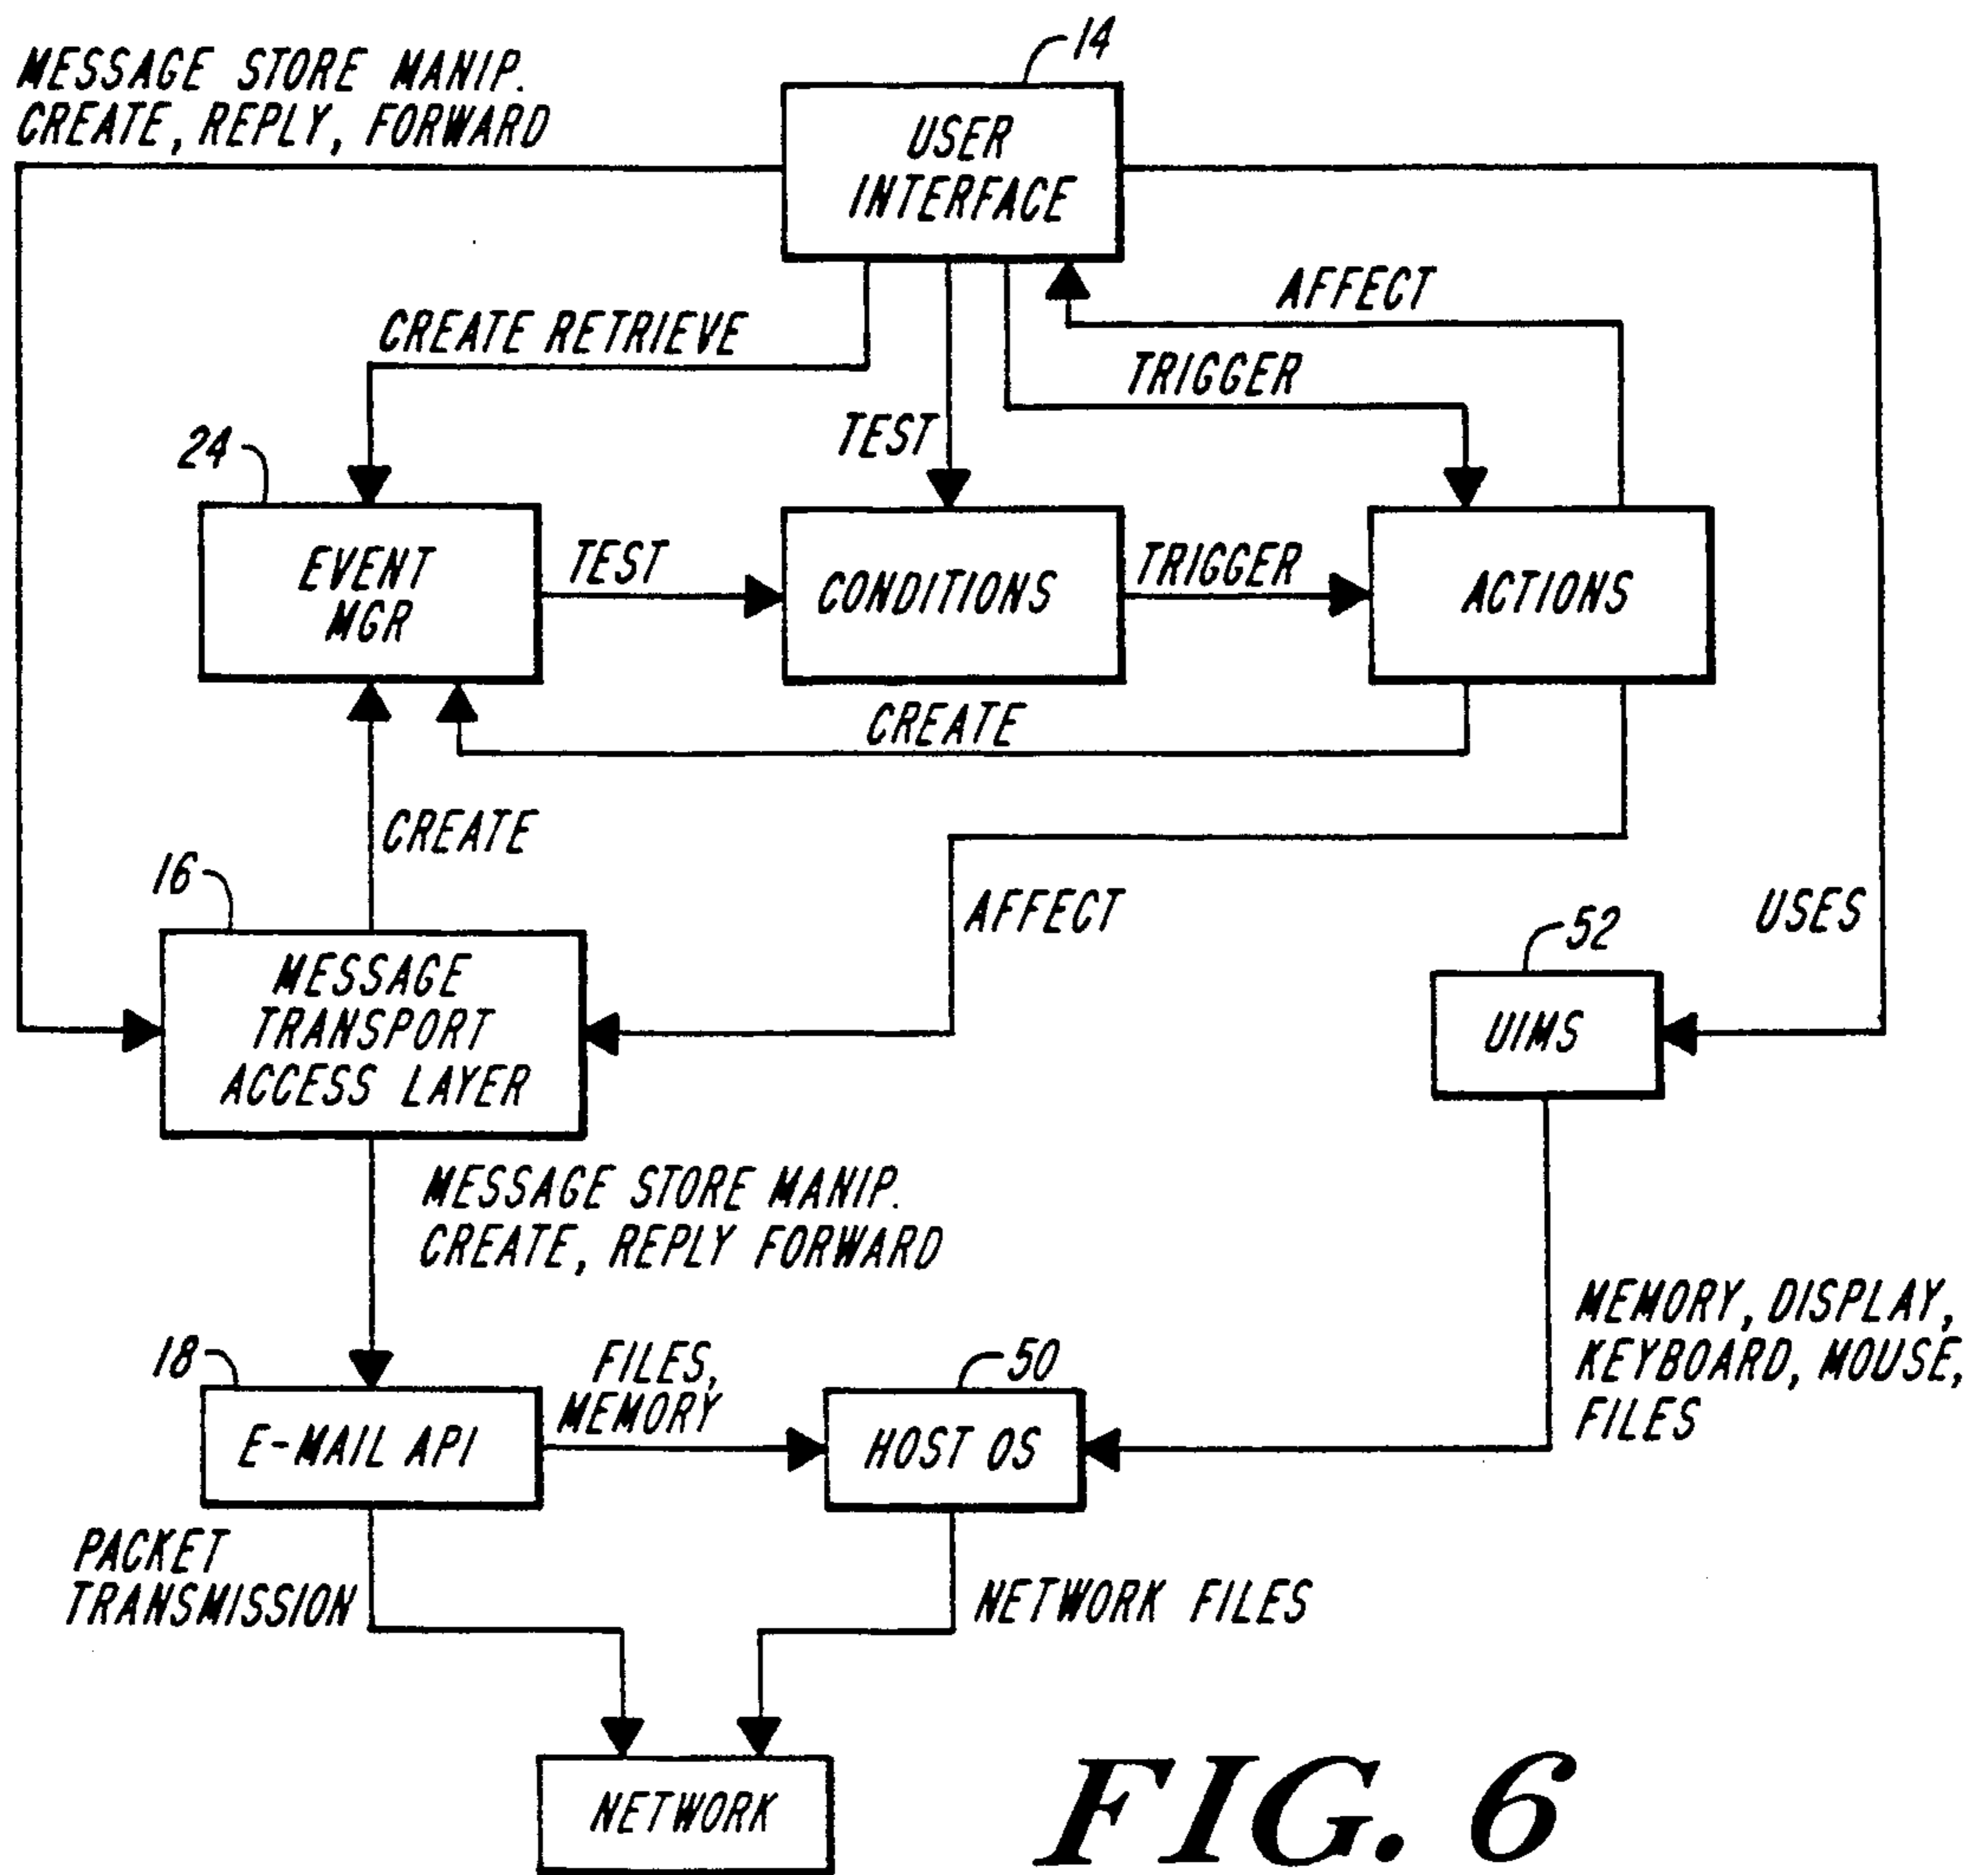 14
MESSAGE STORE MANIP.
CREATE, REPLY, FORWARD
USER
INTERFACE
AFFECT
CREATE RETRIEVE
TRIGGER
TEST
24
EVENT
MGR
TEST
CONDITIONS
TRIGGER
ACTIONS
CREATE
CREATE
16
AFFECT
USES
52
MESSAGE
TRANSPORT
ACCESS LAYER
UIMS
MESSAGE STORE MANIP.
CREATE, REPLY FORWARD
MEMORY, DISPLAY,
KEYBOARD, MOUSE,
FILES
18
FILES,
MEMORY
50
E-MAIL API
HOST OS
PACKET
TRANSMISSION
NETWORK FILES
NETWORK
FIG. 6